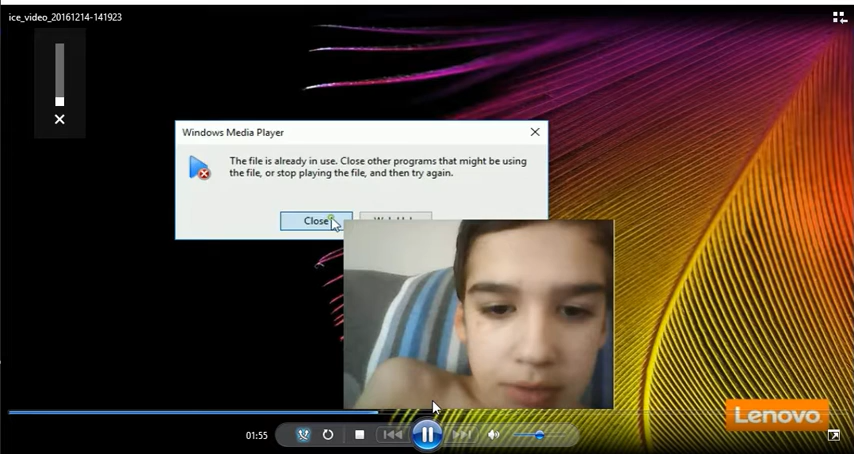 ice_video_20161214-141923
Windows Media Player
The file is already in use. Close other programs that might be using
the file, or stop playing the file, and then try again.
Close
01:55
Lenovo